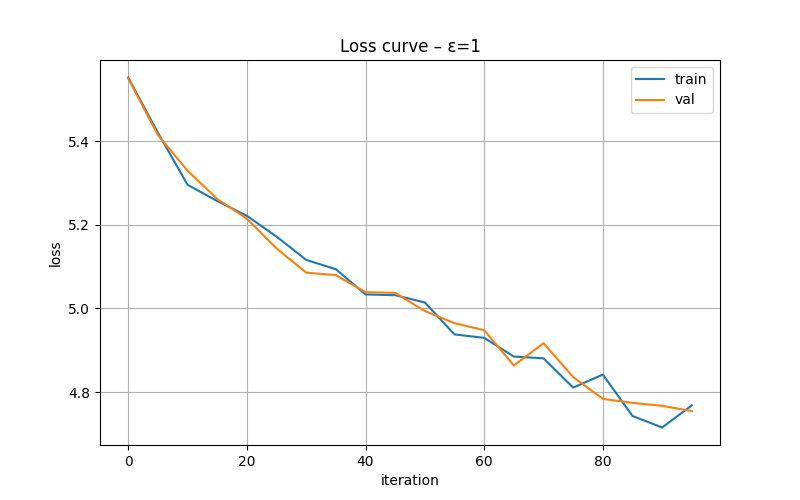 Loss curve – ε=1
train
val
5.4
5.2
5.0
4.8
loss
0 20 40 60 80
iteration